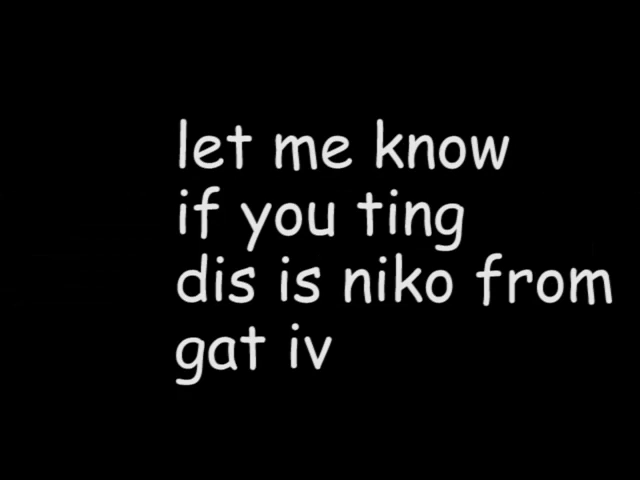 let me know
if you ting
dis is niko from
gat iv